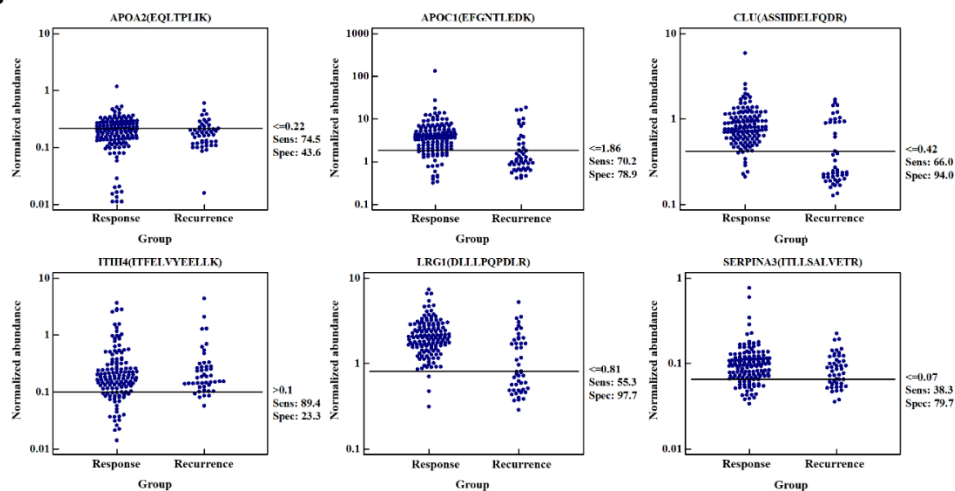 APOA2(EQLTPLIK)
Normalized abundance
10
1
0.1
0.01
<=0.22
Sens: 74.5
Spec: 43.6
Response Recurrence
Group
APOC1(EFGNTLEDK)
Normalized abundance
1000
100
10
1
0.1
<=1.86
Sens: 70.2
Spec: 78.9
Response Recurrence
Group
CLU(ASSIIDELFQDR)
Normalized abundance
10
1
0.1
<=0.42
Sens: 66.0
Spec: 94.0
Response Recurrence
Group
ITIH4(ITFELVYEELLK)
Normalized abundance
10
1
0.1
0.01
>0.1
Sens: 89.4
Spec: 23.3
Response Recurrence
Group
LRG1(DLLLPQPDLR)
Normalized abundance
10
1
0.1
<=0.81
Sens: 55.3
Spec: 97.7
Response Recurrence
Group
SERPINA3(ITLLSALVETR)
Normalized abundance
1
0.1
0.01
<=0.07
Sens: 38.3
Spec: 79.7
Response Recurrence
Group